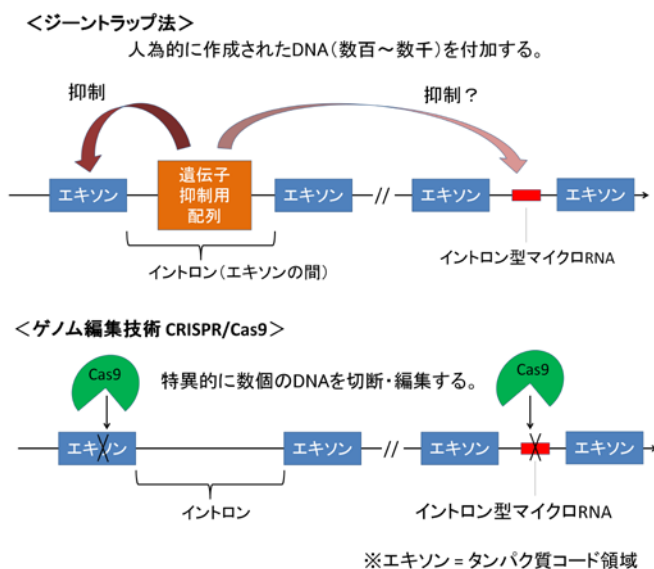 ＜ジーントラップ法＞
人為的に作成されたDNA（数百～数千）を付加する。
抑制
抑制？
エキソン
遺伝子
抑制用
配列
エキソン
//
エキソン
エキソン
イントロン（エキソンの間）
イントロン型マイクロRNA
＜ゲノム編集技術 CRISPR/Cas9＞
Cas9
特異的に数個のDNAを切断・編集する。
Cas9
エキソン
エキソン
//
エキソン
エキソン
イントロン
イントロン型マイクロRNA
※エキソン = タンパク質コード領域